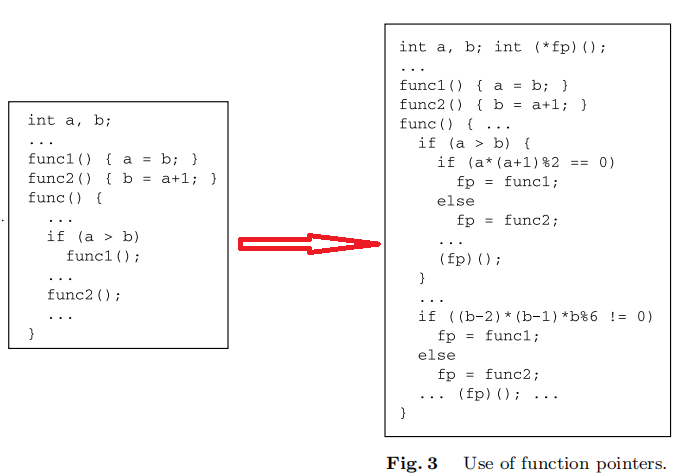 int a, b;
...
func1() { a = b; }
func2() { b = a+1; }
func() {
...
if (a > b)
func1();
...
func2();
...
}
int a, b; int (*fp)();
...
func1() { a = b; }
func2() { b = a+1; }
func() { ...
if (a > b) {
if (a*(a+1)%2 == 0)
fp = func1;
else
fp = func2;
...
(fp)();
}
...
if ((b-2)*(b-1)*b%6 != 0)
fp = func1;
else
fp = func2;
... (fp)(); ...
}
Fig. 3 Use of function pointers.